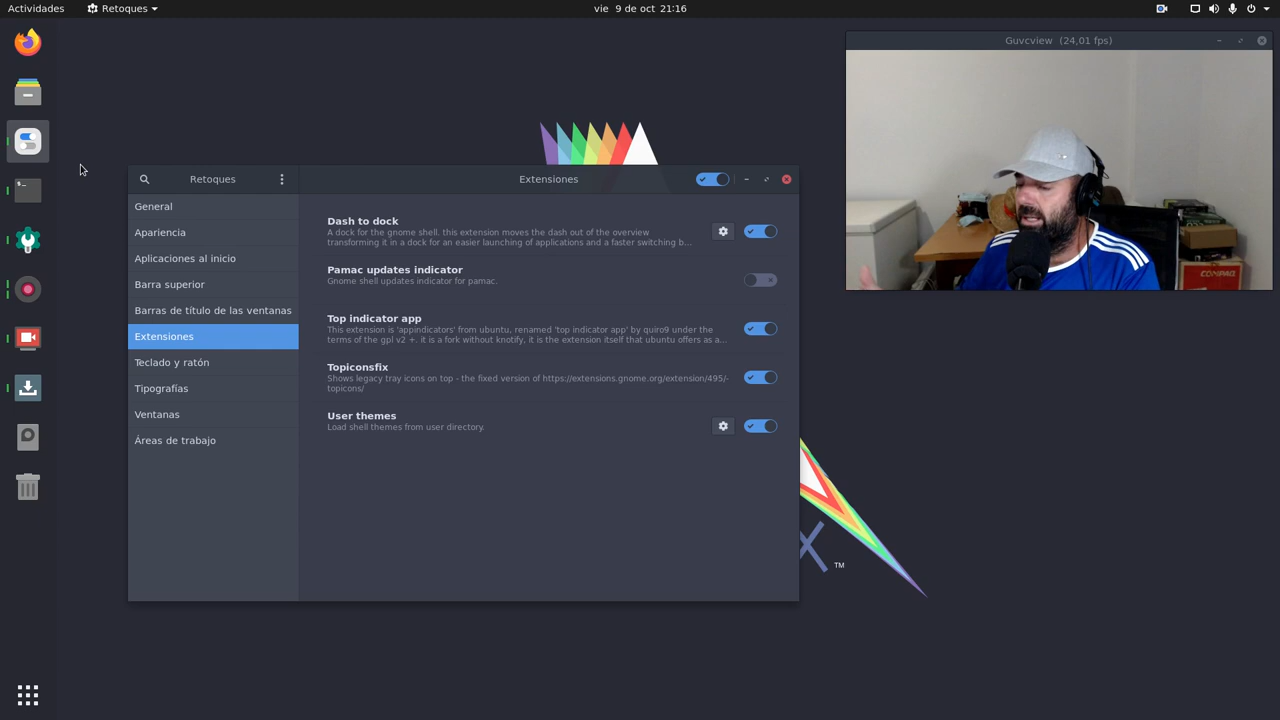 Actividades
Retoques
vie 9 de oct 21:16
Guvcview (24,01 fps)
Retoques
Extensiones
General
Apariencia
Aplicaciones al inicio
Barra superior
Barras de título de las ventanas
Extensiones
Teclado y ratón
Tipografías
Ventanas
Áreas de trabajo
Dash to dock
A dock for the gnome shell. this extension moves the dash out of the overview
transforming it in a dock for an easier launching of applications and a faster switching b...
Pamac updates indicator
Gnome shell updates indicator for pamac.
Top indicator app
This extension is 'appindicators' from ubuntu, renamed 'top indicator app' by quiro9 under the
terms of the gpl v2 +. it is a fork without knotify, it is the extension itself that ubuntu offers as a...
Topiconsfix
Shows legacy tray icons on top - the fixed version of https://extensions.gnome.org/extension/495/-
topicons/
User themes
Load shell themes from user directory.
COMPAQ
X
TM